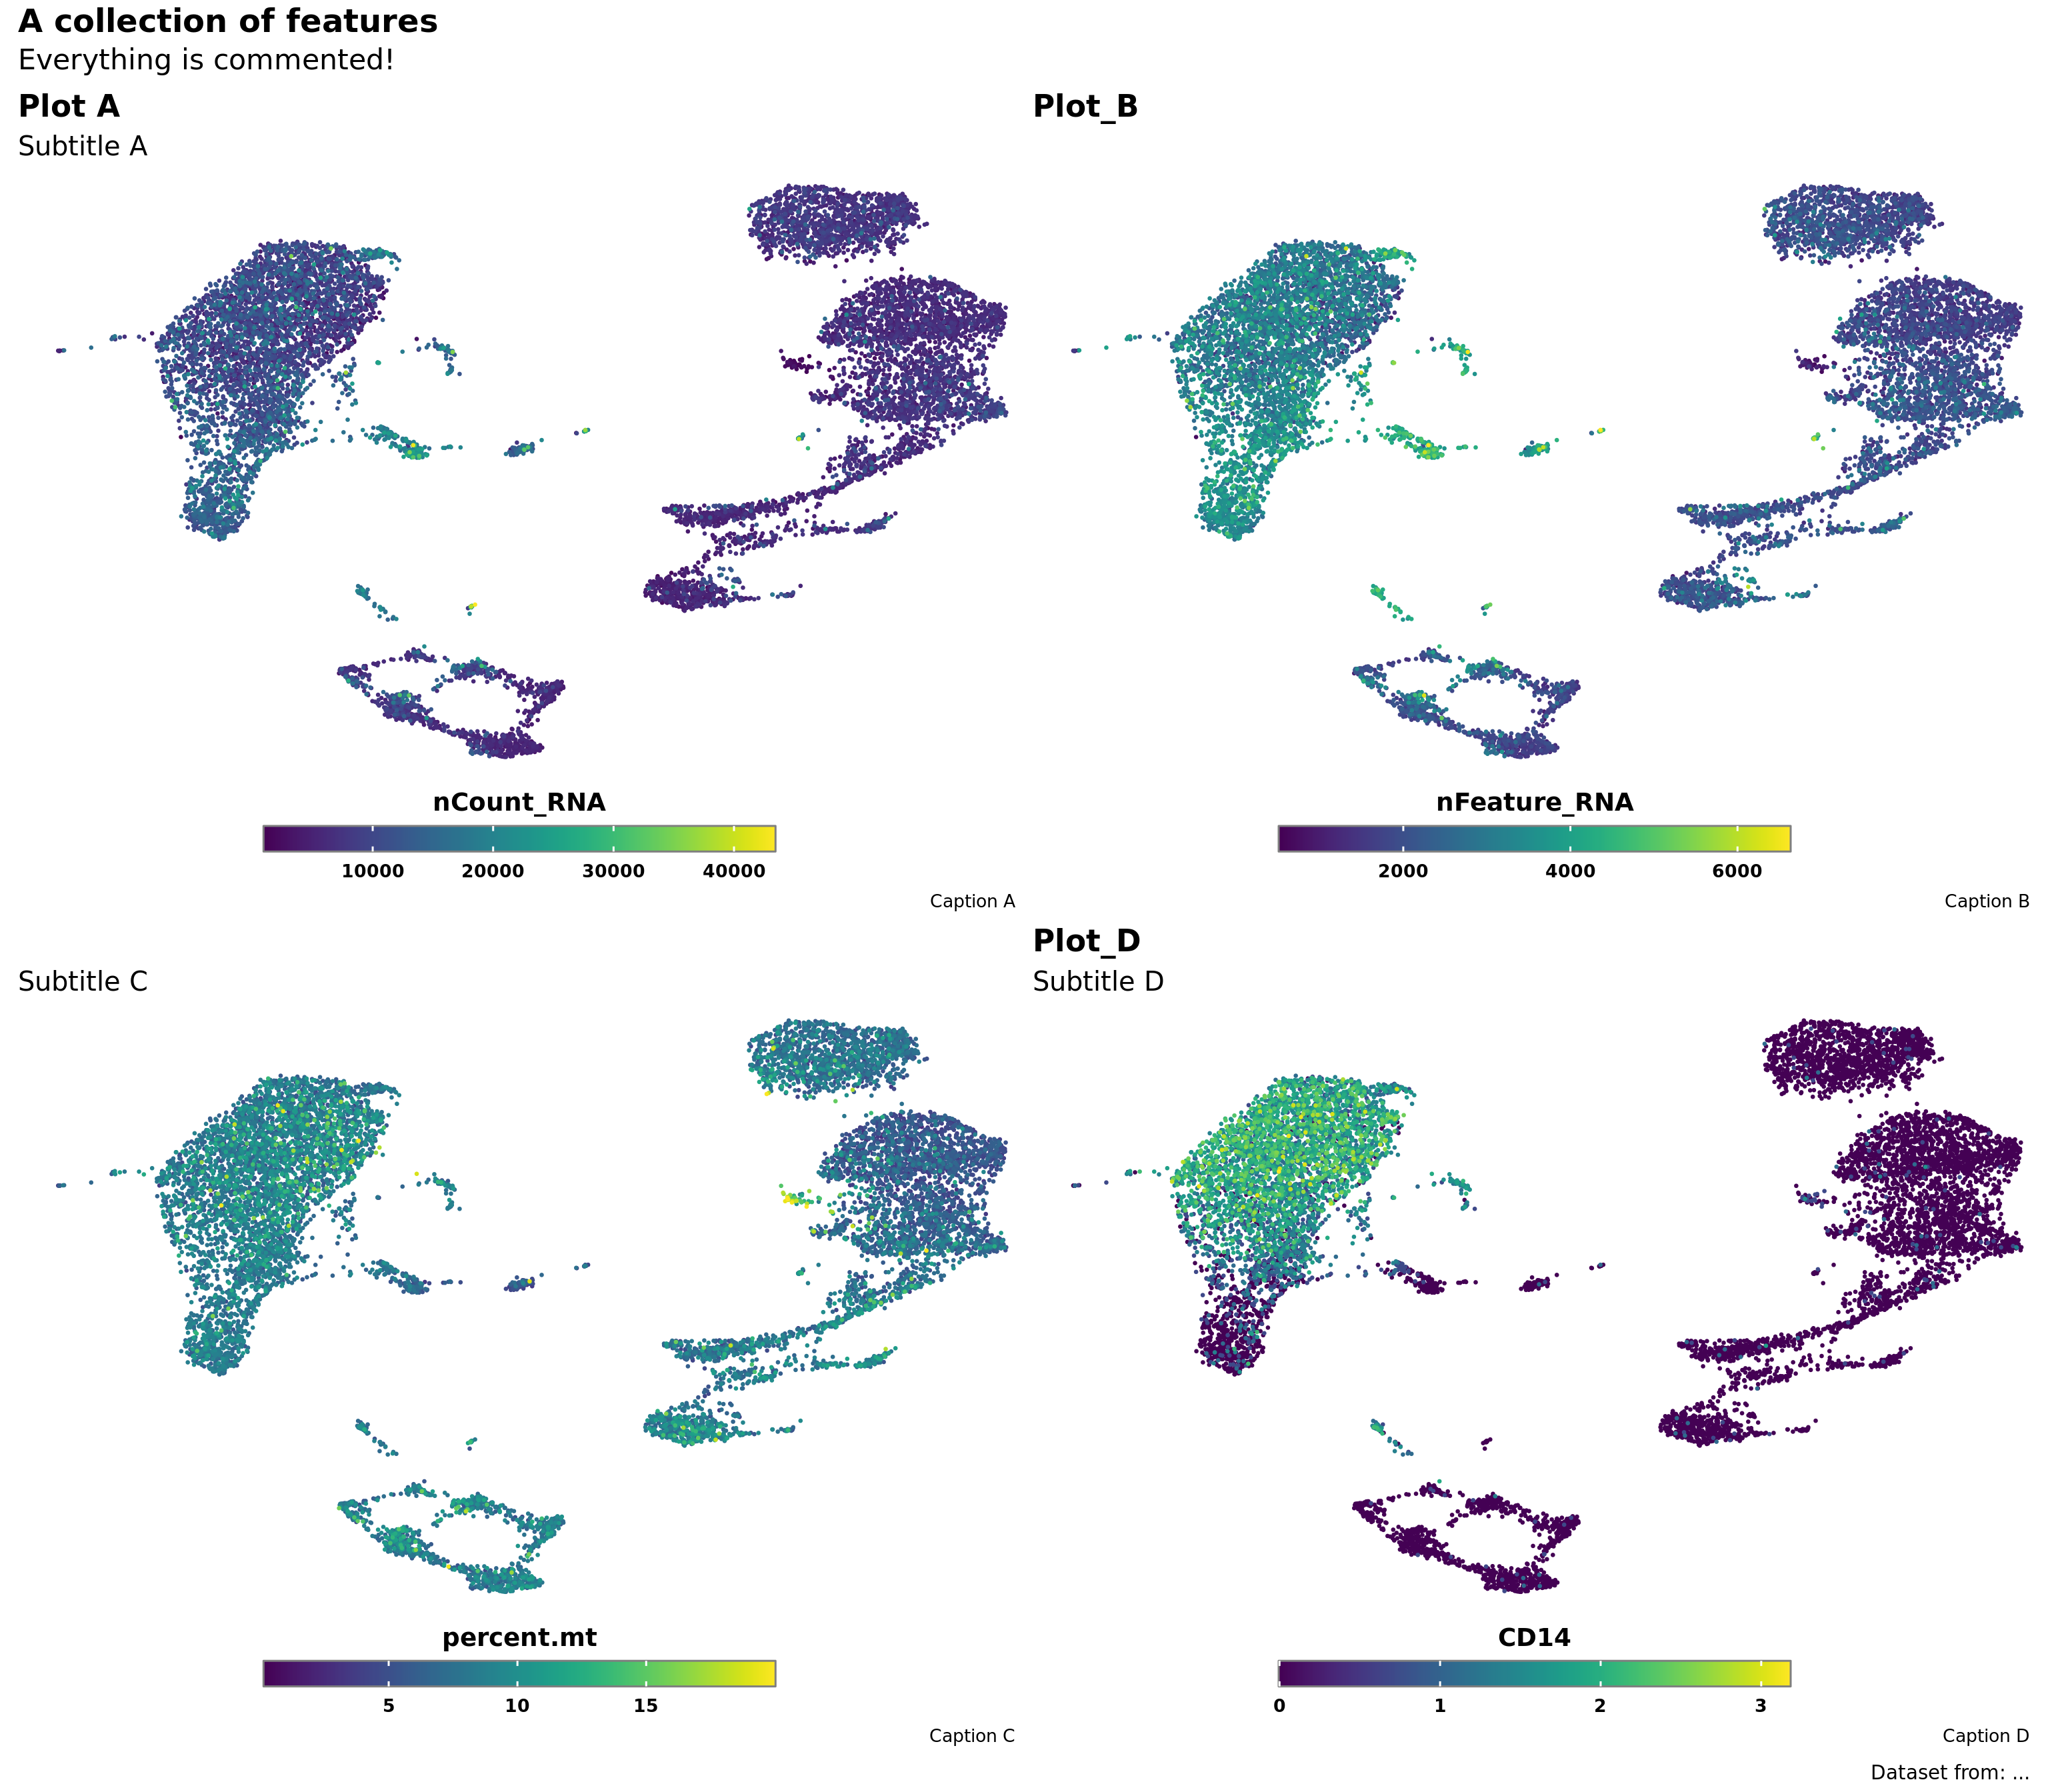 A collection of features
Everything is commented!
Plot A
Subtitle A
nCount_RNA
10000 20000 30000 40000
Caption A
Plot_B
nFeature_RNA
2000 4000 6000
Caption B
Subtitle C
percent.mt
5 10 15
Caption C
Plot_D
Subtitle D
CD14
0 1 2 3
Caption D
Dataset from: ...